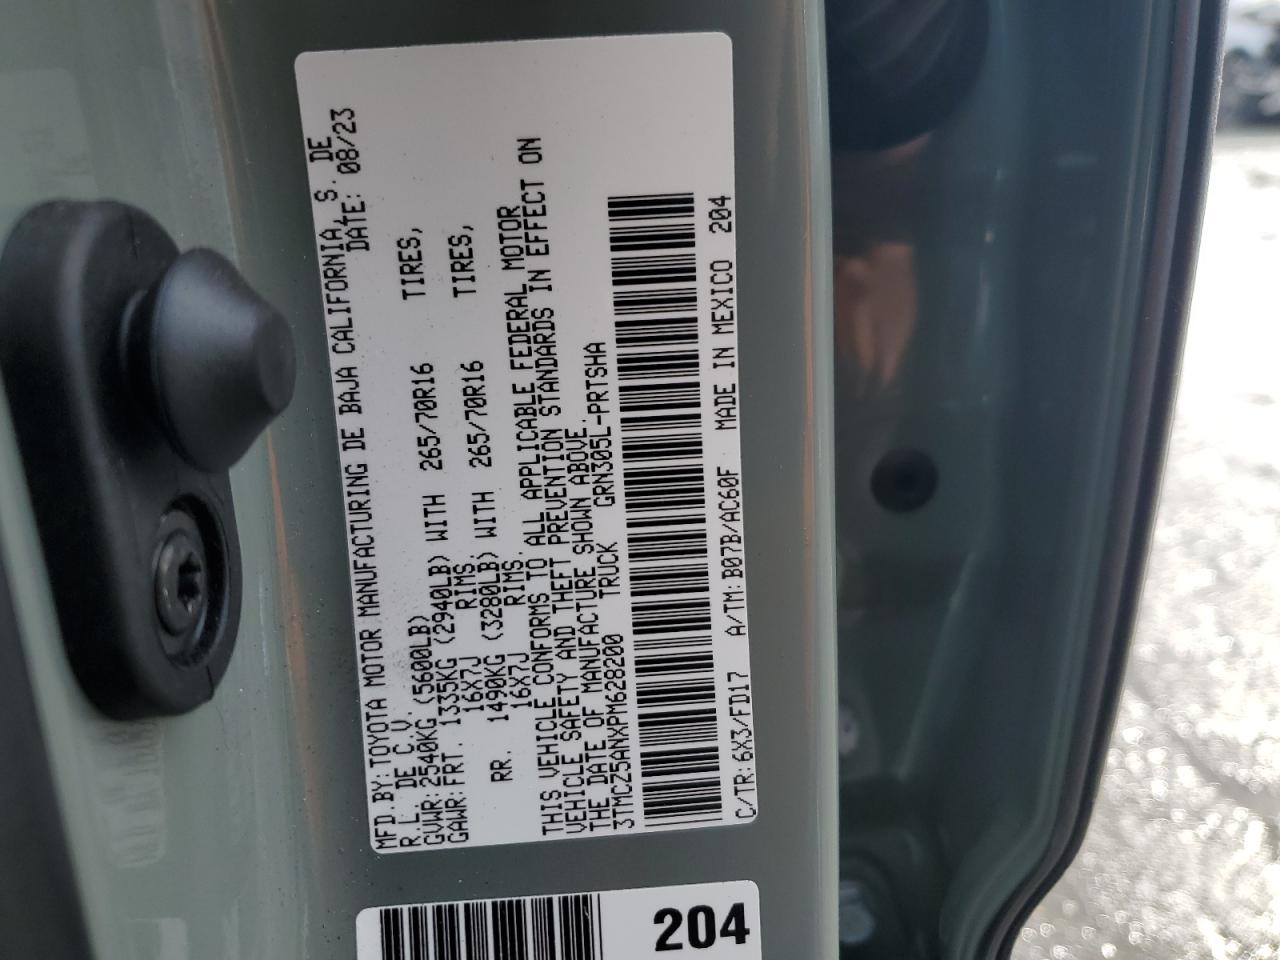 MFD.BY:TOYOTA MOTOR MANUFACTURING DE BAJA CALIFORNIA, S. DE
R.L. DE C.V. DATE: 08/23
GVWR:2540KG (5600LB)
GAWR:FRT. 1335KG (2940LB) WITH 265/70R16 TIRES,
16X7J RIMS.
RR. 1490KG (3280LB) WITH 265/70R16 TIRES,
16X7J RIMS.
THIS VEHICLE CONFORMS TO ALL APPLICABLE FEDERAL MOTOR
VEHICLE SAFETY AND THEFT PREVENTION STANDARDS IN EFFECT ON
THE DATE OF MANUFACTURE SHOWN ABOVE.
3TMCZ5ANXPM628200 TRUCK GRN305L-PRTSHA
C/TR:6X3/FD17 A/TM:B07B/AC60F MADE IN MEXICO 204
204